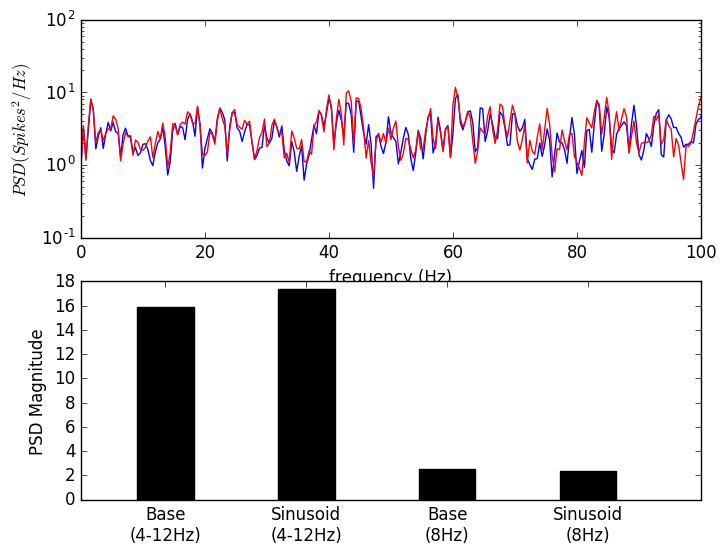 10^2
10^1
10^0
10^-1
PSD(Spikes^2/Hz)
0 20 40 60 80 100
frequency (Hz)
18
16
14
12
10
8
6
4
2
0
PSD Magnitude
Base Sinusoid Base Sinusoid
(4-12Hz) (4-12Hz) (8Hz) (8Hz)